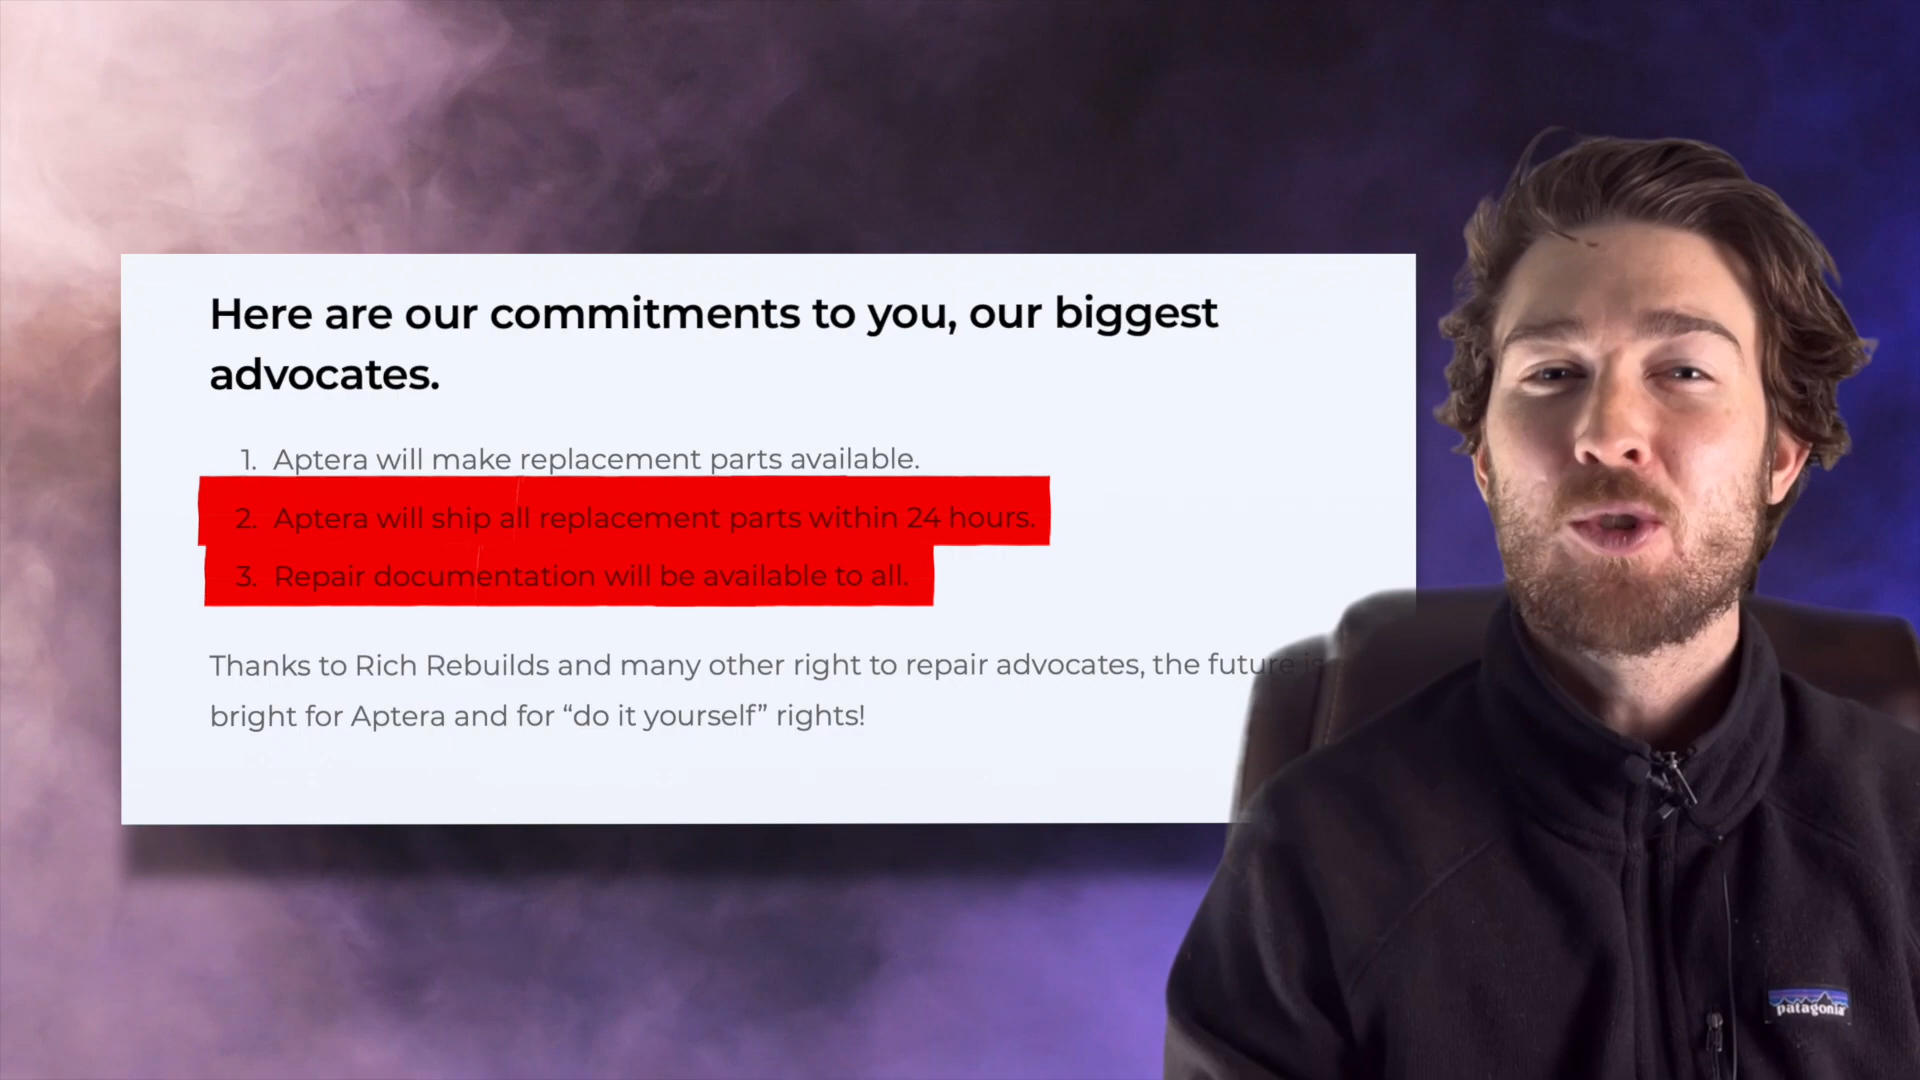 Here are our commitments to you, our biggest
advocates.
1. Aptera will make replacement parts available.
2. Aptera will ship all replacement parts within 24 hours.
3. Repair documentation will be available to all.
Thanks to Rich Rebuilds and many other right to repair advocates, the future is
bright for Aptera and for “do it yourself” rights!
patagonia